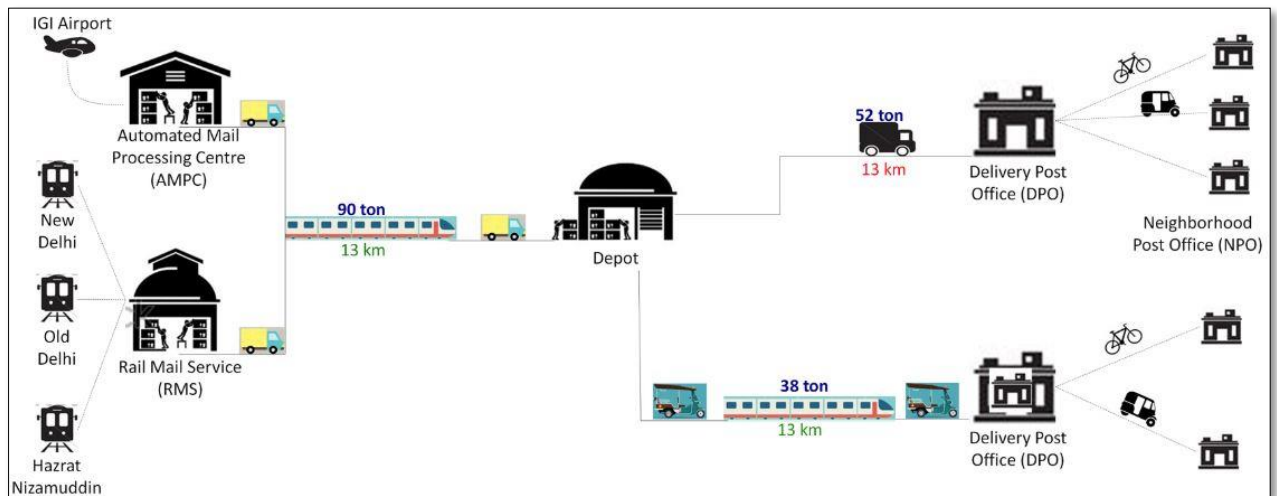 IGI Airport
Automated Mail
Processing Centre
(AMPC)
New
Delhi
Old
Delhi
Hazrat
Nizamuddin
Rail Mail Service
(RMS)
90 ton
13 km
Depot
52 ton
13 km
Delivery Post
Office (DPO)
Neighborhood
Post Office (NPO)
38 ton
13 km
Delivery Post
Office (DPO)